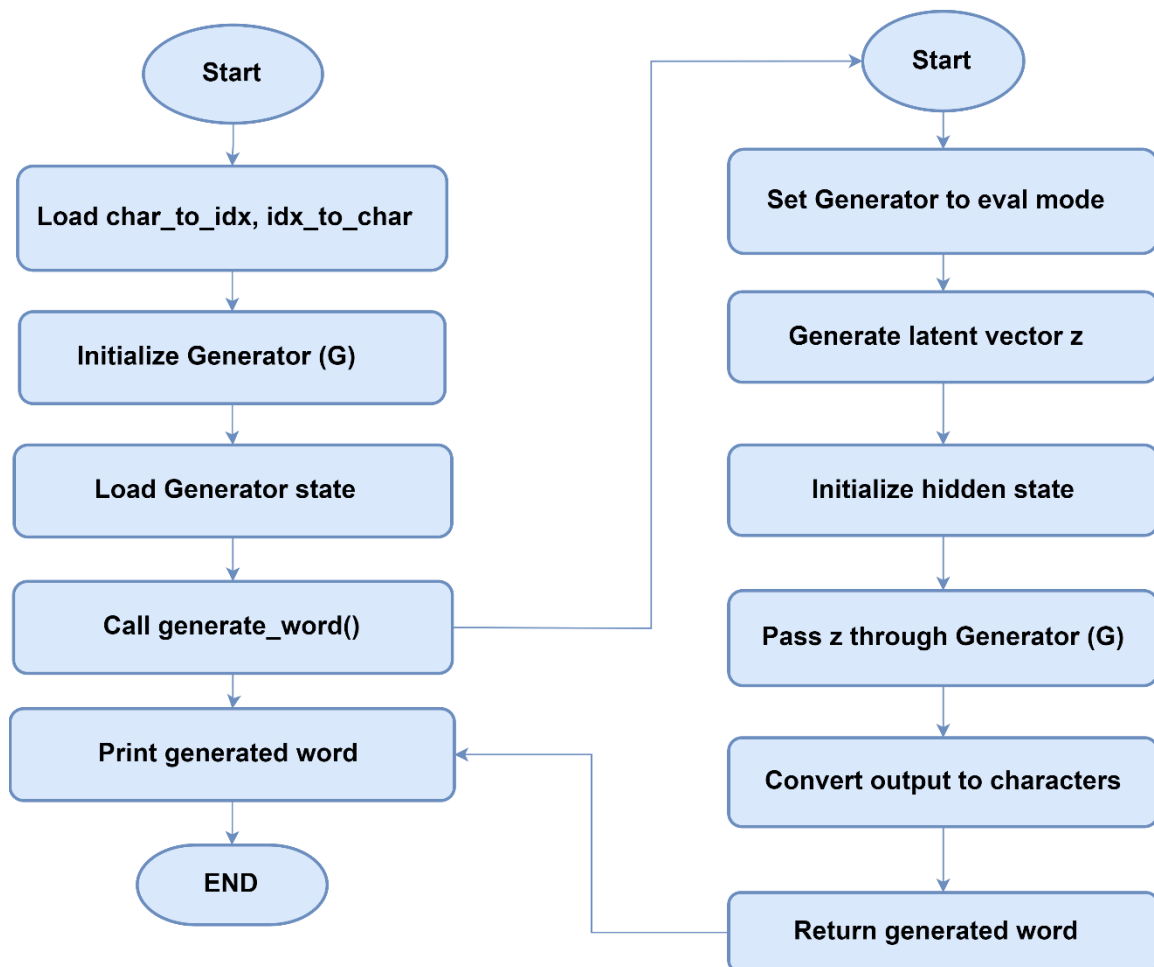 Start
Load char_to_idx, idx_to_char
Initialize Generator (G)
Load Generator state
Call generate_word()
Print generated word
END
Start
Set Generator to eval mode
Generate latent vector z
Initialize hidden state
Pass z through Generator (G)
Convert output to characters
Return generated word